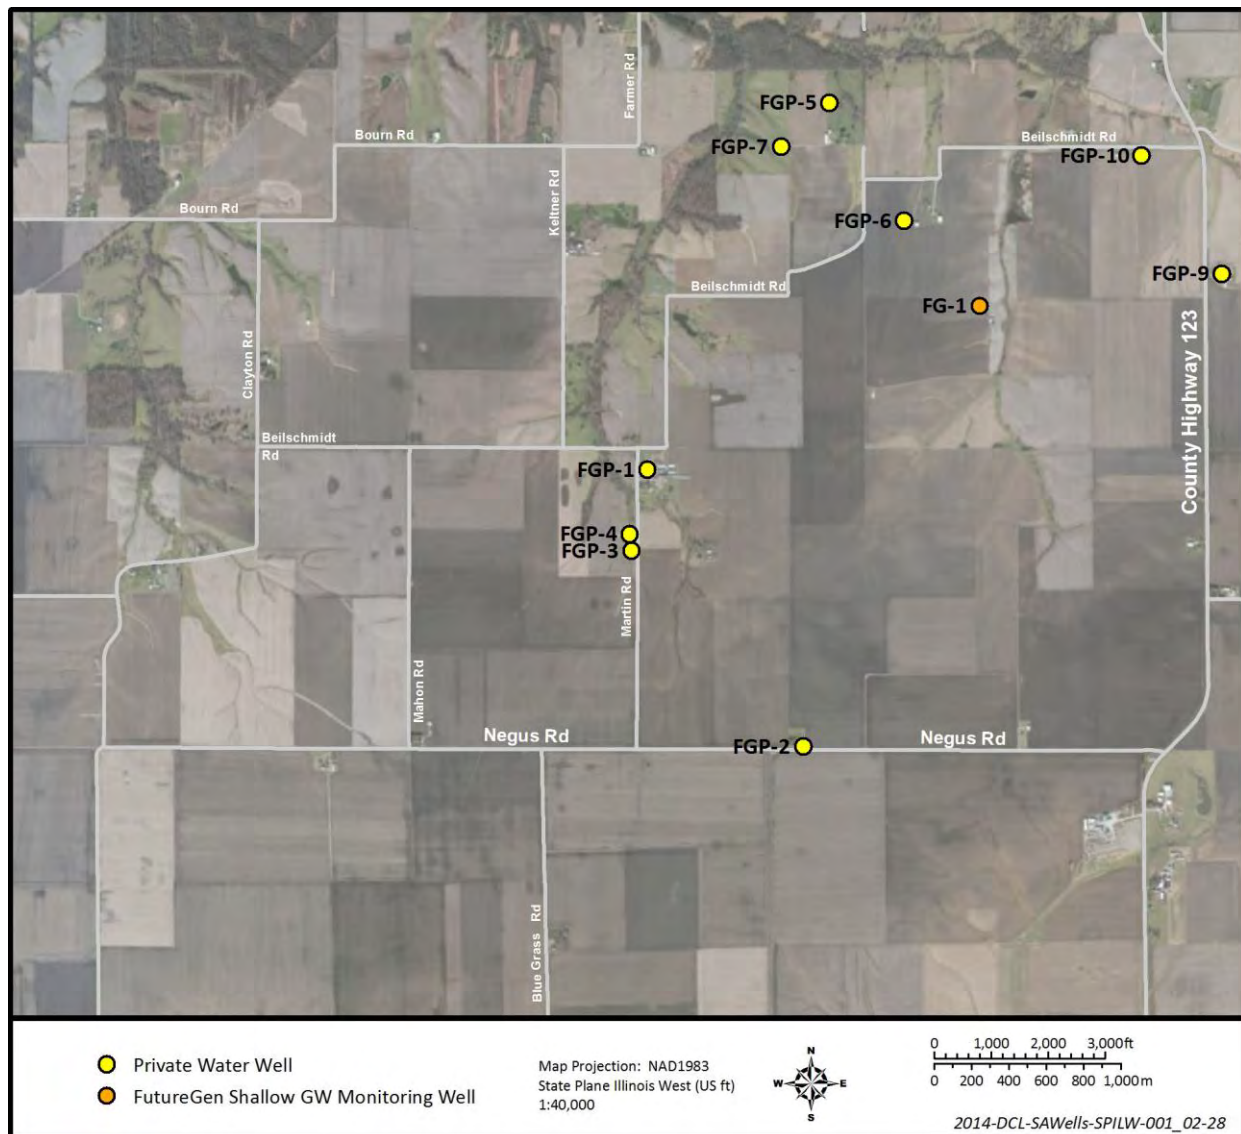 Farmer Rd
FGP-5
Bourn Rd
FGP-7
Beilschmidt Rd
FGP-10
Keltner Rd
Bourn Rd
FGP-6
FGP-9
Beilschmidt Rd
FG-1
Clayton Rd
County Highway 123
Beilschmidt
Rd
FGP-1
FGP-4
FGP-3
Martin Rd
Mahon Rd
Negus Rd
FGP-2
Negus Rd
Blue Grass Rd
Private Water Well
FutureGen Shallow GW Monitoring Well
Map Projection: NAD1983
State Plane Illinois West (US ft)
1:40,000
N
W E
S
0 1,000 2,000 3,000ft
0 200 400 600 800 1,000m
2014-DCL-SAWells-SPILW-001_02-28